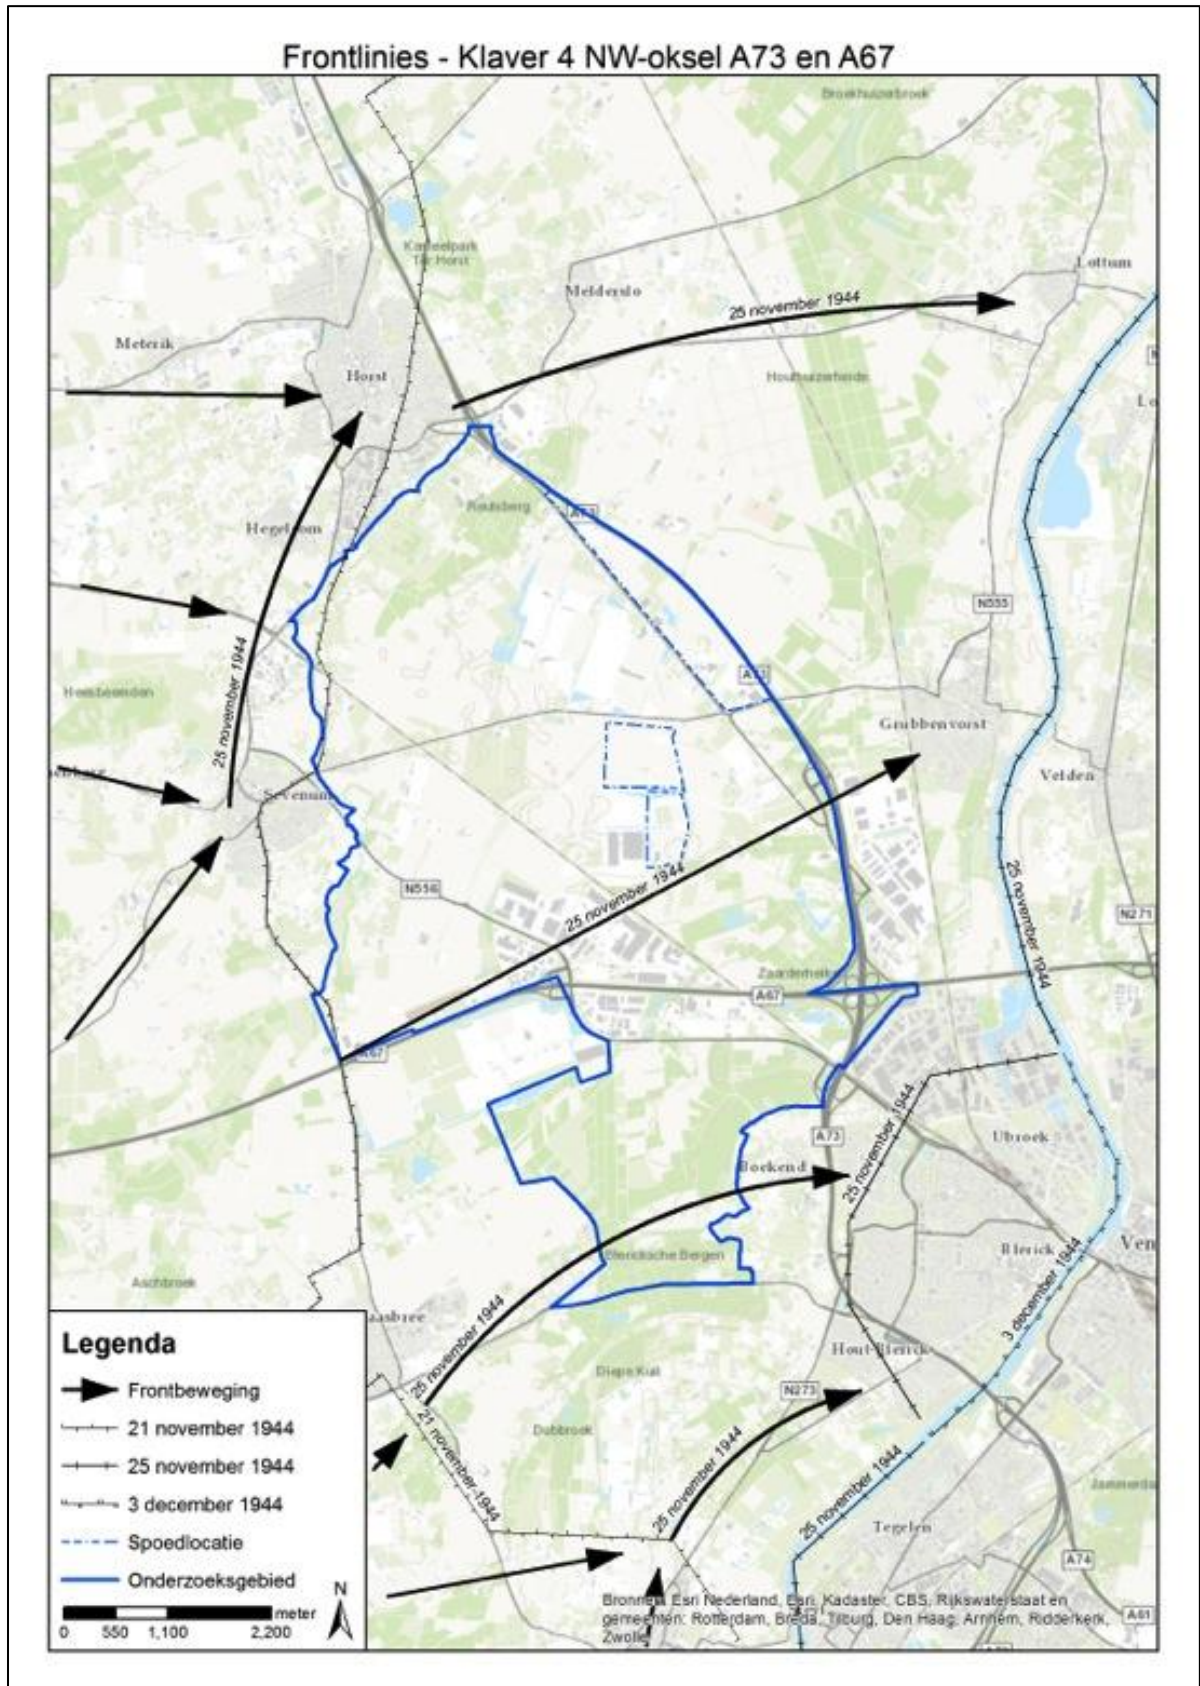 Frontlinies - Klaver 4 NW-oksel A73 en A67
Broekhuizerbroek
Kasteelpark
Ter Horst
Lottum
Melderslo
25 november 1944
Meterik
Horst
Houthuizerheide
Lo
Reulsberg
A73
Hegelsom
N555
A73
25 november 1944
Grubbenvorst
Velden
Sevenum
25 november 1944
N556
25 november 1944
N271
Zaarderheiken
A67
A67
25 november 1944
Ubroek
A73
Boekend
Blerick
Ven
Blerickse Bergen
3 december 1944
aasbree
25 november 1944
Hout-Blerick
N273
21 november 1944
Dubbroek
25 november 1944
25 november 1944
Tegelen
A74
A61
Legenda
Frontbeweging
21 november 1944
25 november 1944
3 december 1944
Spoedlocatie
Onderzoeksgebied
N
meter
0 550 1,100 2,200
Bronnen: Esri Nederland, Esri, Kadaster, CBS, Rijkswaterstaat en
gemeenten: Rotterdam, Breda, Tilburg, Den Haag, Arnhem, Ridderkerk,
Zwolle